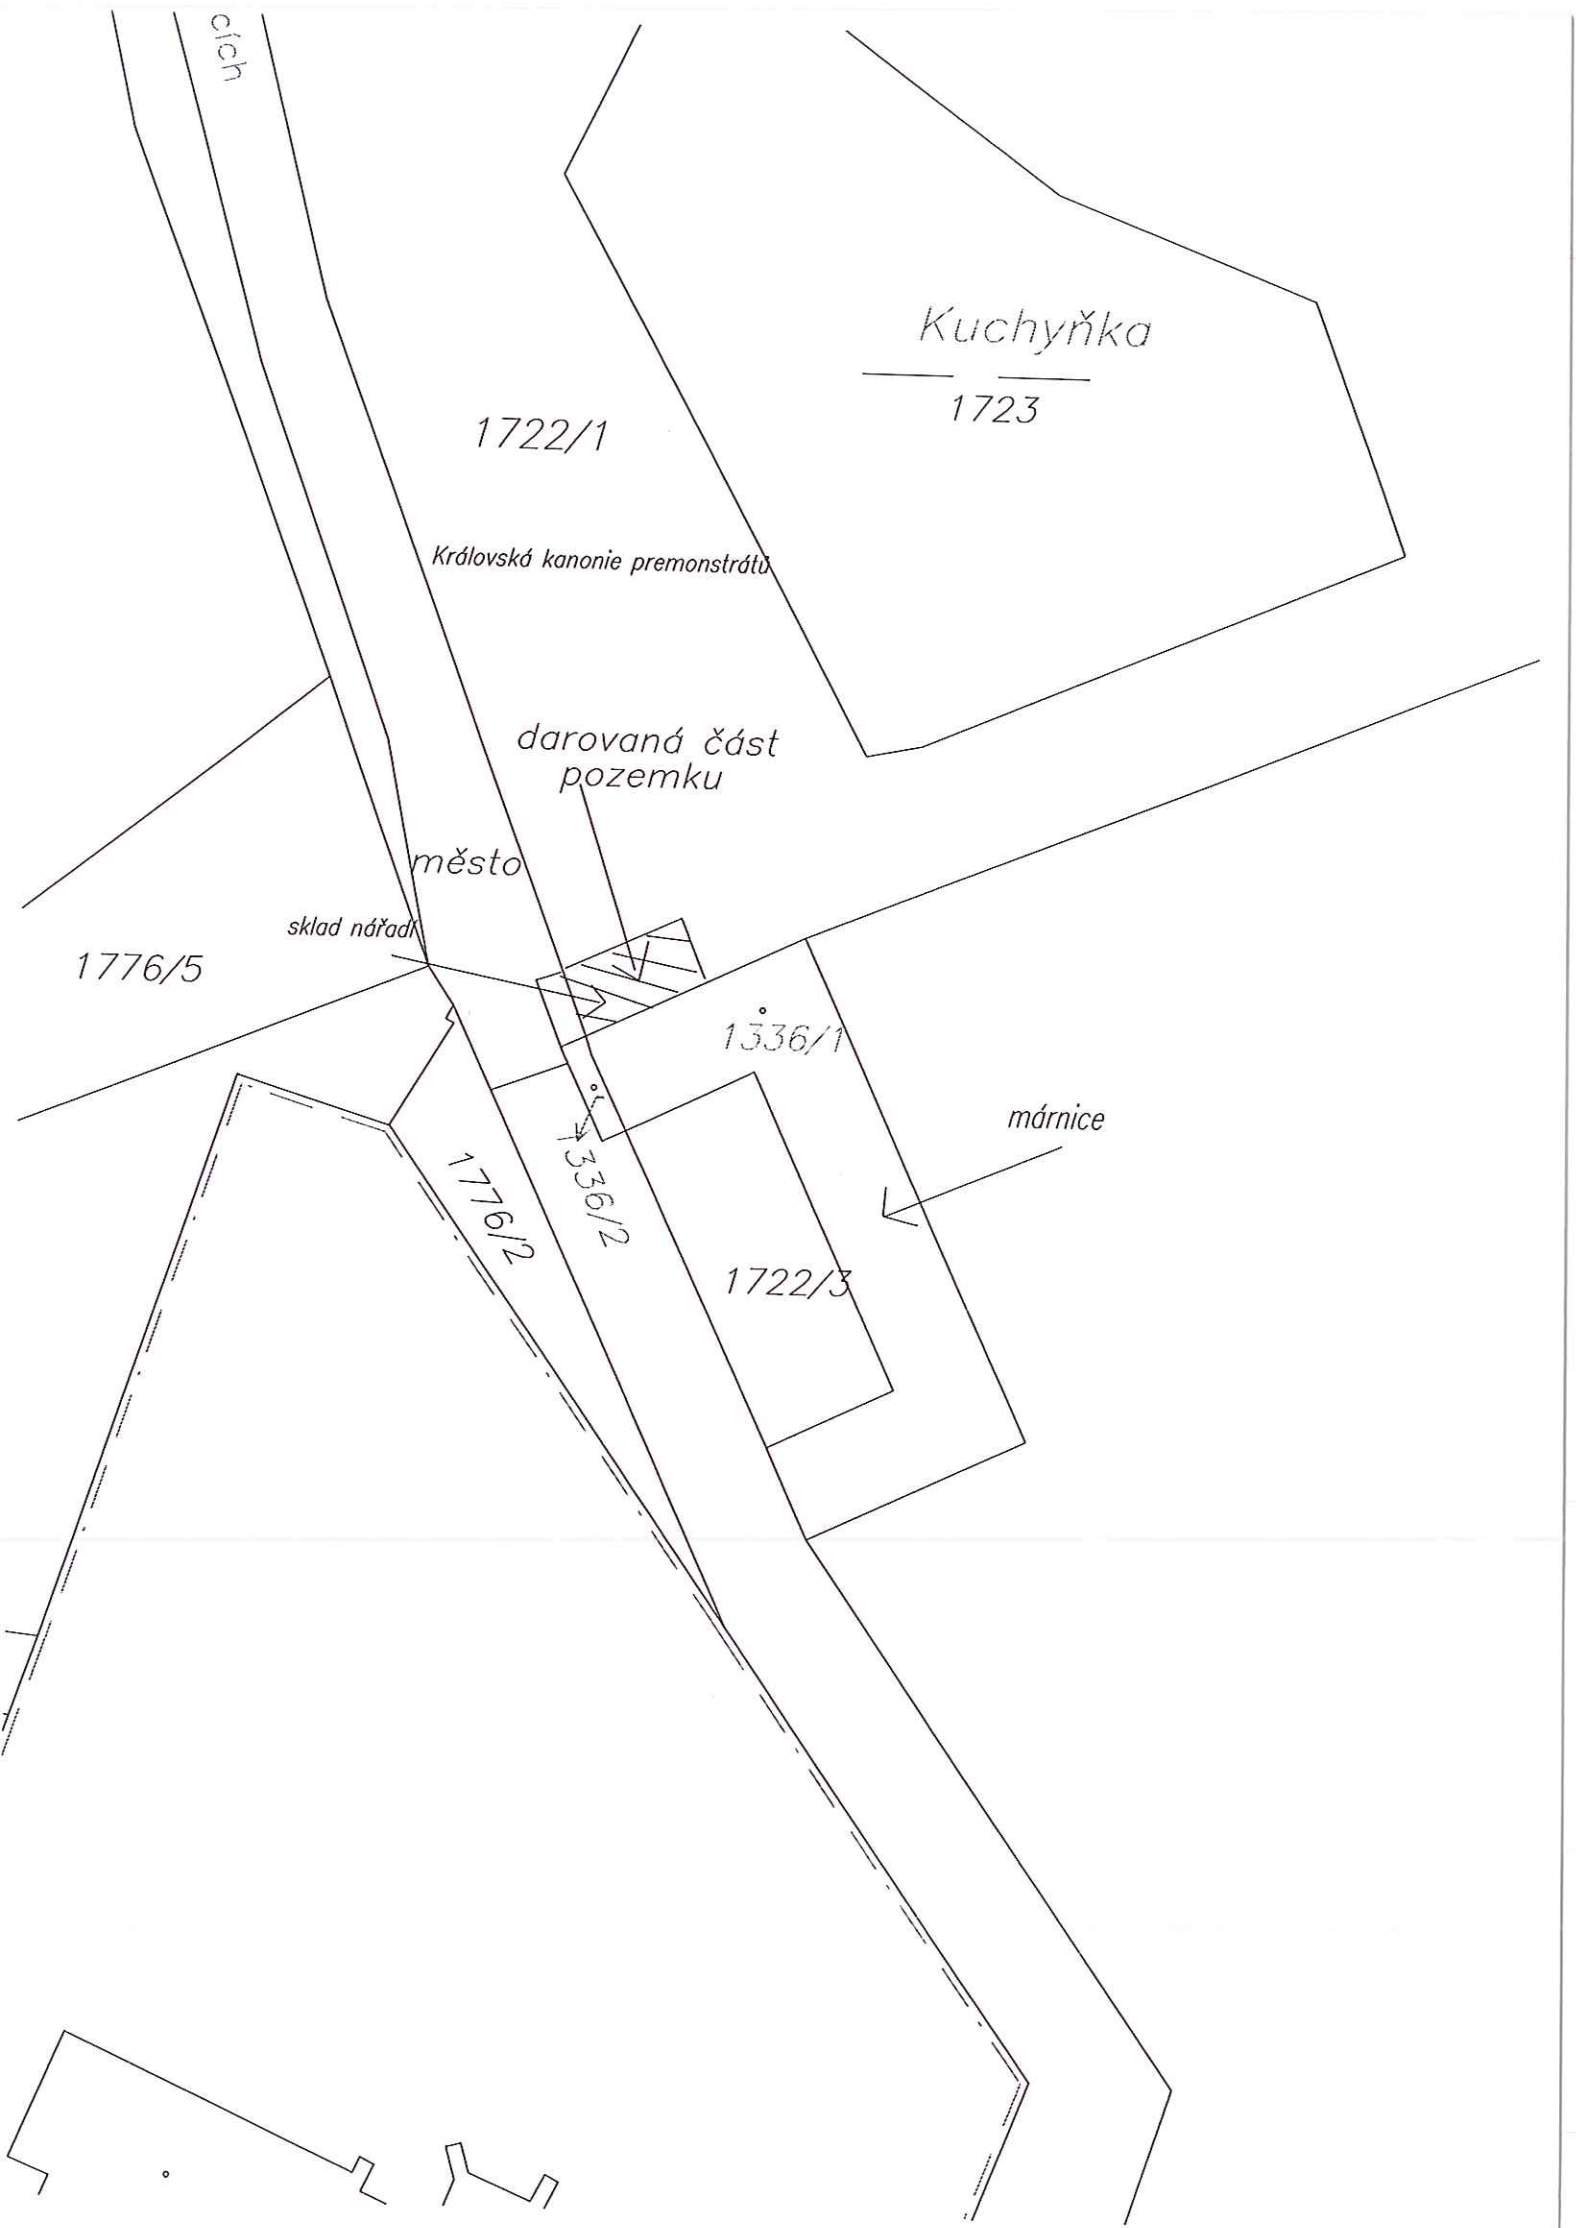 cích
Kuchyňka
1723
1722/1
Královská kanonie premonstrátů
darovaná část
pozemku
město
sklad nářadí
1776/5
1336/1
márnice
1776/2
1336/2
1722/3